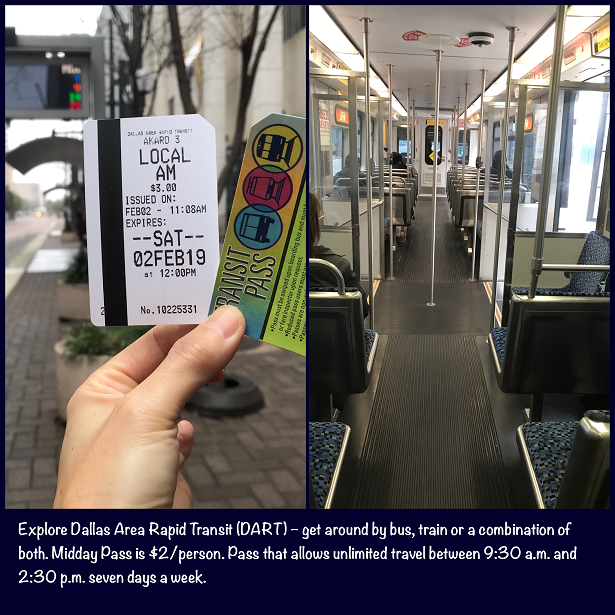 DALLAS AREA RAPID TRANSIT
AKARD 3
LOCAL
AM
$3.00
ISSUED ON:
FEB02 - 11:08AM
EXPIRES:
--SAT--
02FEB19
at 12:00PM
No.10225331
TRANSIT
PASS
Explore Dallas Area Rapid Transit (DART) – get around by bus, train or a combination of
both. Midday Pass is $2/person. Pass that allows unlimited travel between 9:30 a.m. and
2:30 p.m. seven days a week.